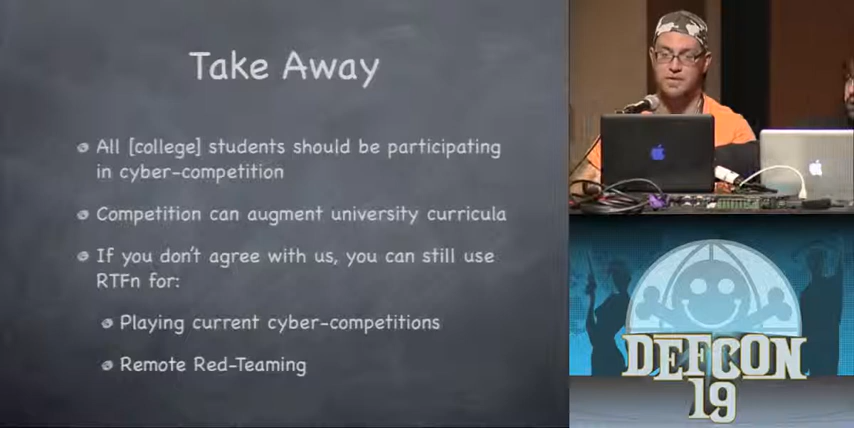 Take Away
All [college] students should be participating
in cyber-competition
Competition can augment university curricula
If you don't agree with us, you can still use
RTFn for:
Playing current cyber-competitions
Remote Red-Teaming
DEFCON
19